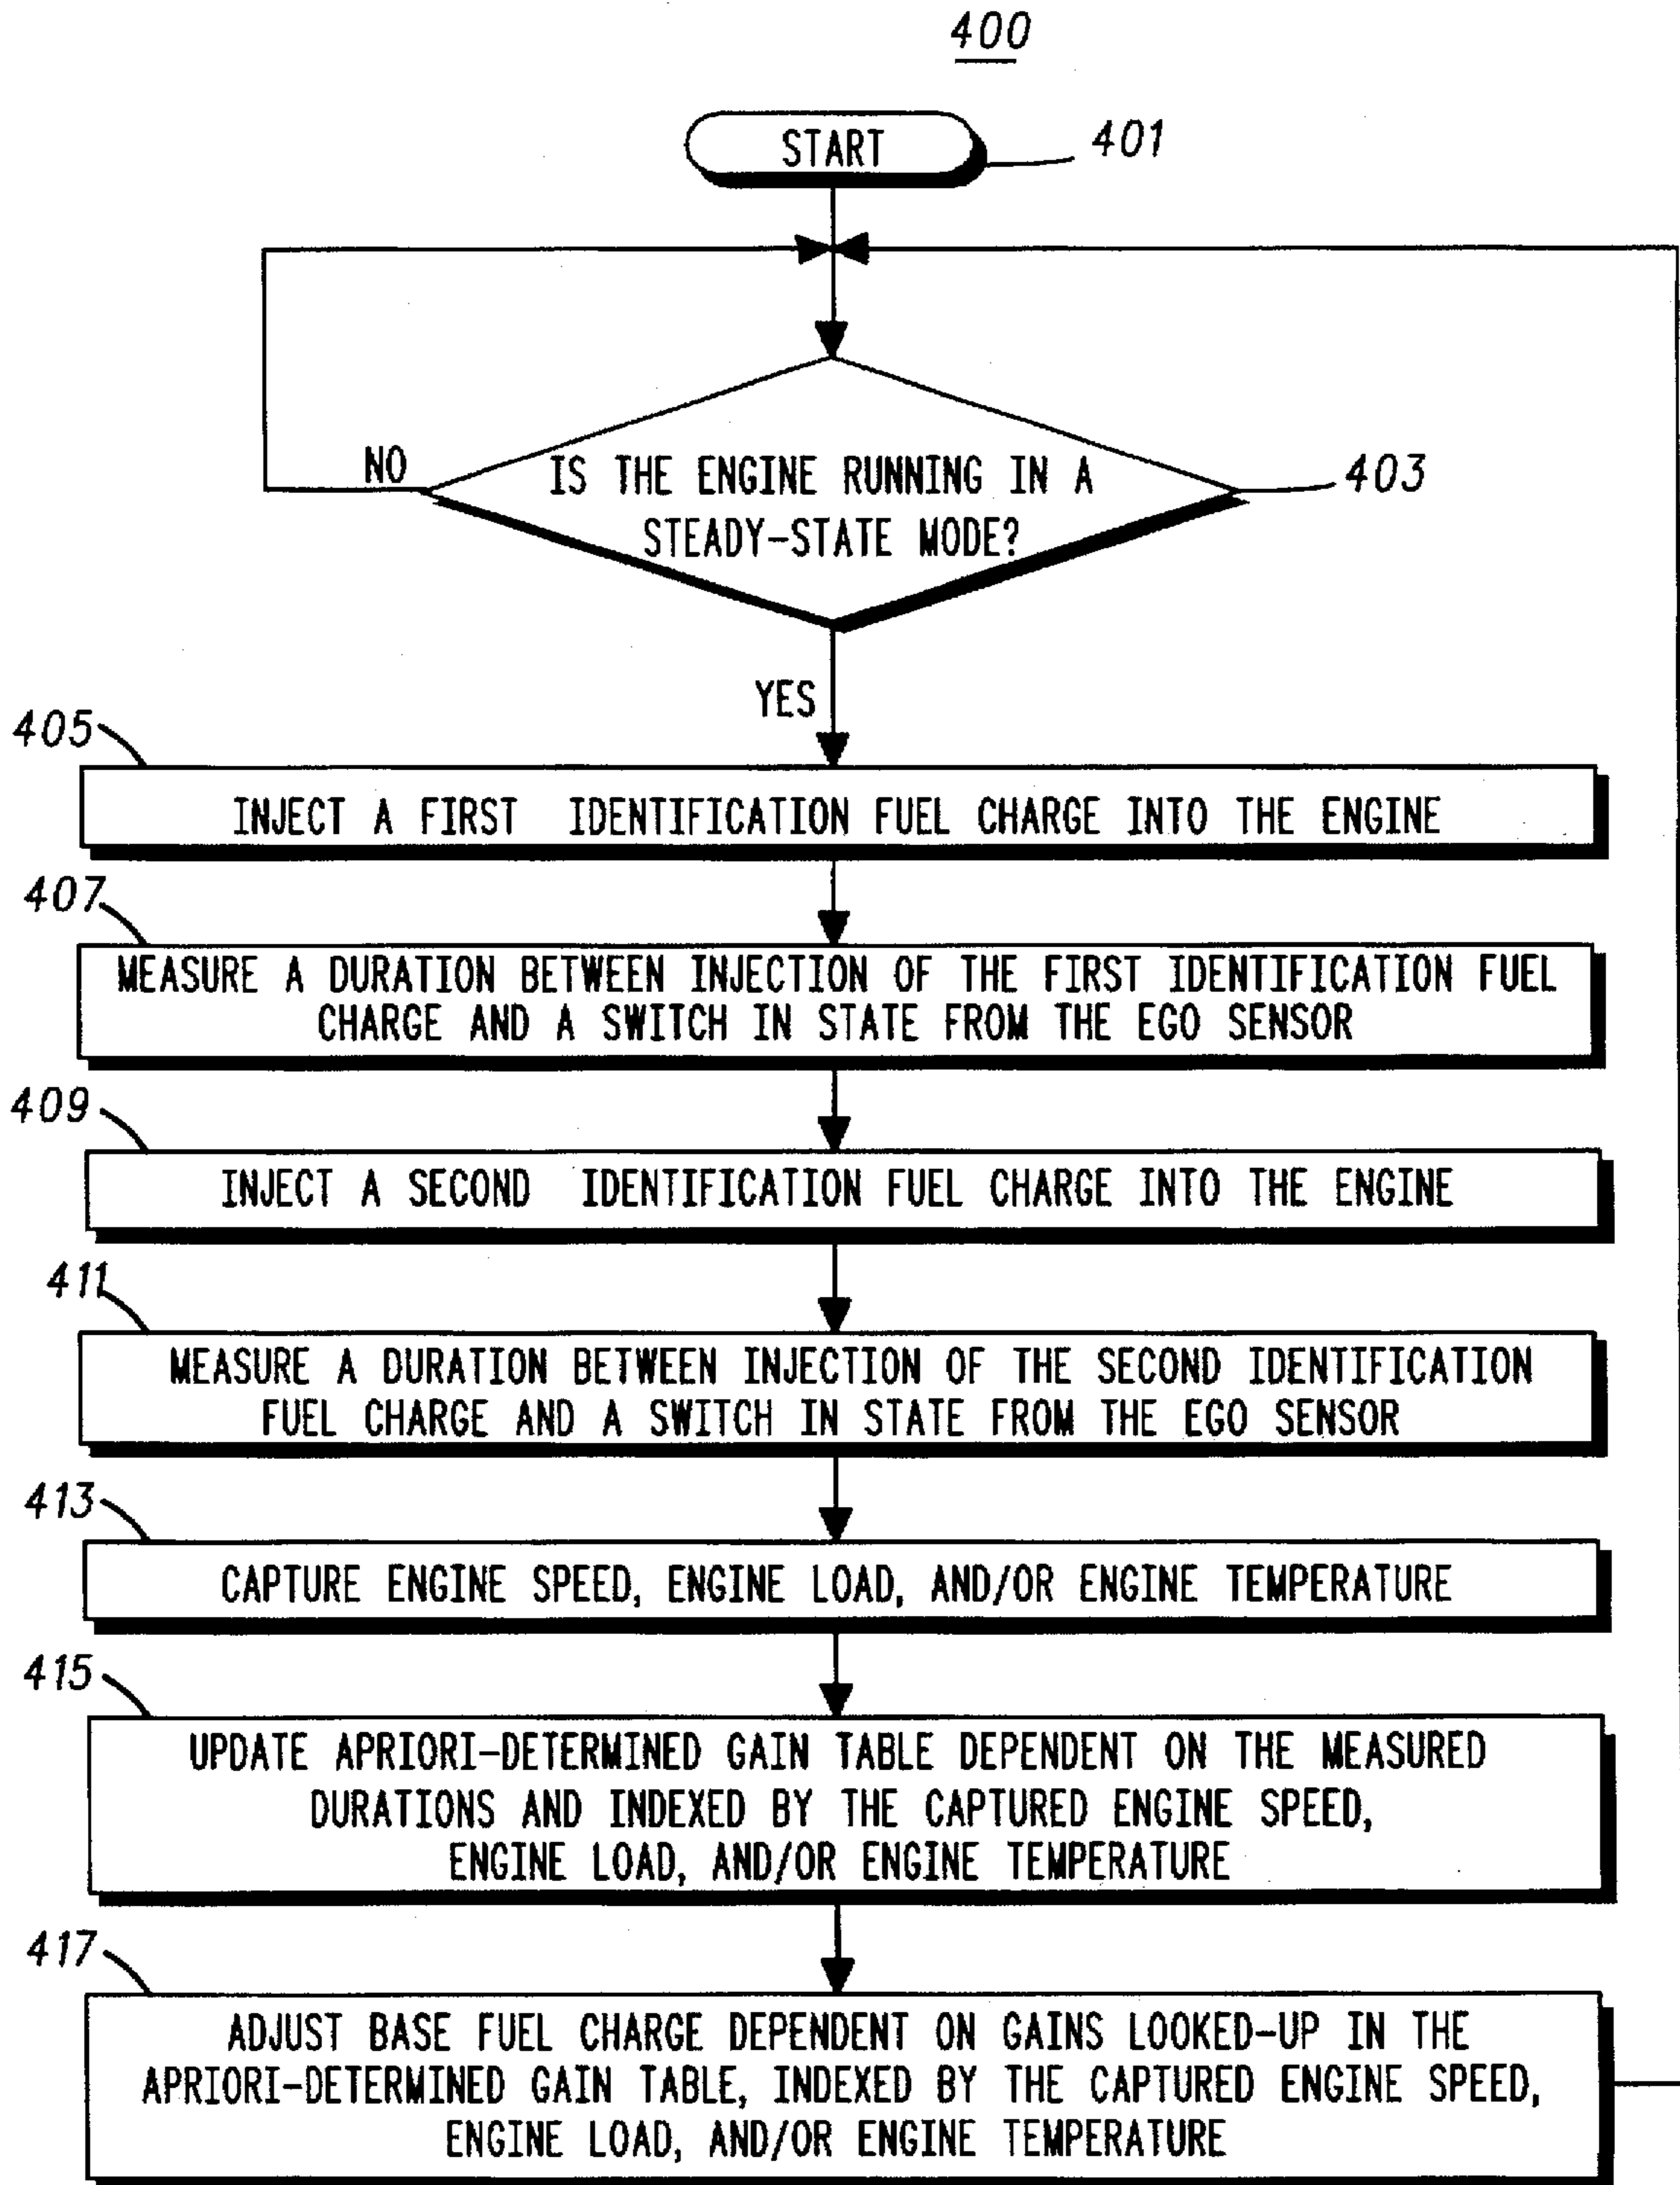 400
START
401
NO
IS THE ENGINE RUNNING IN A
STEADY-STATE MODE?
403
YES
405
INJECT A FIRST IDENTIFICATION FUEL CHARGE INTO THE ENGINE
407
MEASURE A DURATION BETWEEN INJECTION OF THE FIRST IDENTIFICATION FUEL
CHARGE AND A SWITCH IN STATE FROM THE EGO SENSOR
409
INJECT A SECOND IDENTIFICATION FUEL CHARGE INTO THE ENGINE
411
MEASURE A DURATION BETWEEN INJECTION OF THE SECOND IDENTIFICATION
FUEL CHARGE AND A SWITCH IN STATE FROM THE EGO SENSOR
413
CAPTURE ENGINE SPEED, ENGINE LOAD, AND/OR ENGINE TEMPERATURE
415
UPDATE APRIORI-DETERMINED GAIN TABLE DEPENDENT ON THE MEASURED
DURATIONS AND INDEXED BY THE CAPTURED ENGINE SPEED,
ENGINE LOAD, AND/OR ENGINE TEMPERATURE
417
ADJUST BASE FUEL CHARGE DEPENDENT ON GAINS LOOKED-UP IN THE
APRIORI-DETERMINED GAIN TABLE, INDEXED BY THE CAPTURED ENGINE SPEED,
ENGINE LOAD, AND/OR ENGINE TEMPERATURE